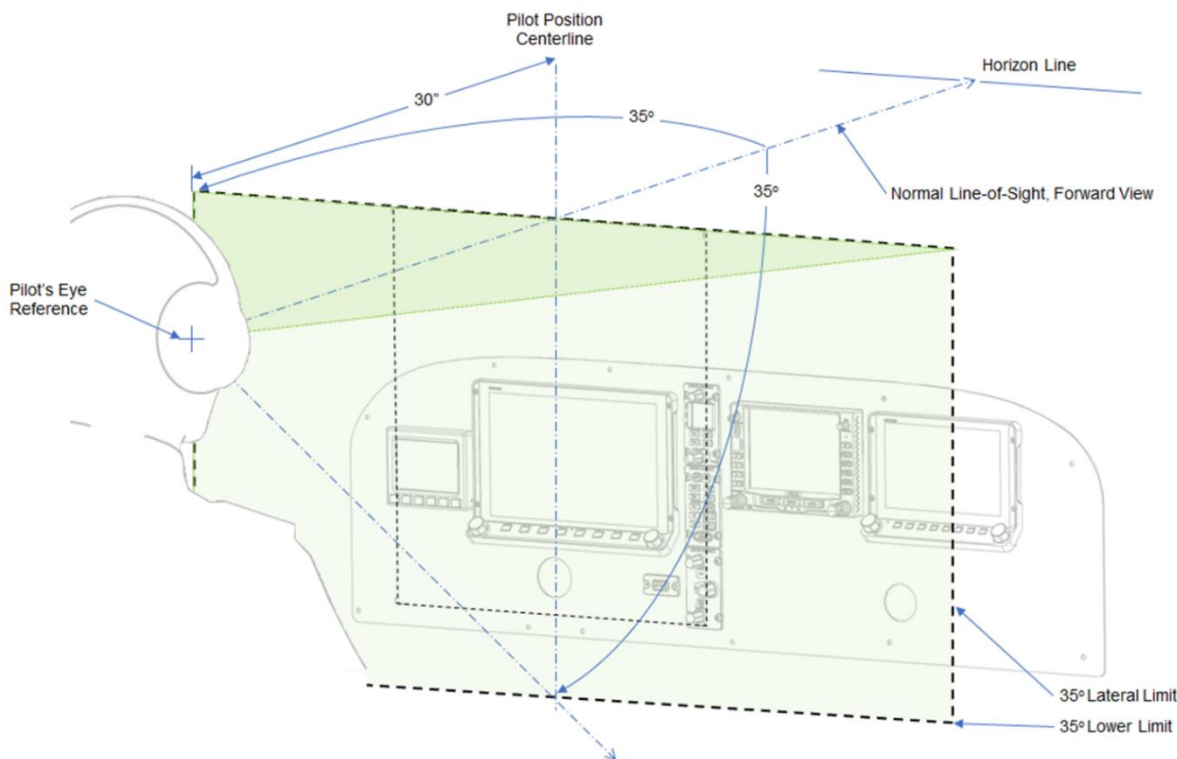 Pilot Position
Centerline
Horizon Line
30"
35º
35º
Normal Line-of-Sight, Forward View
Pilot's Eye
Reference
35º Lateral Limit
35º Lower Limit